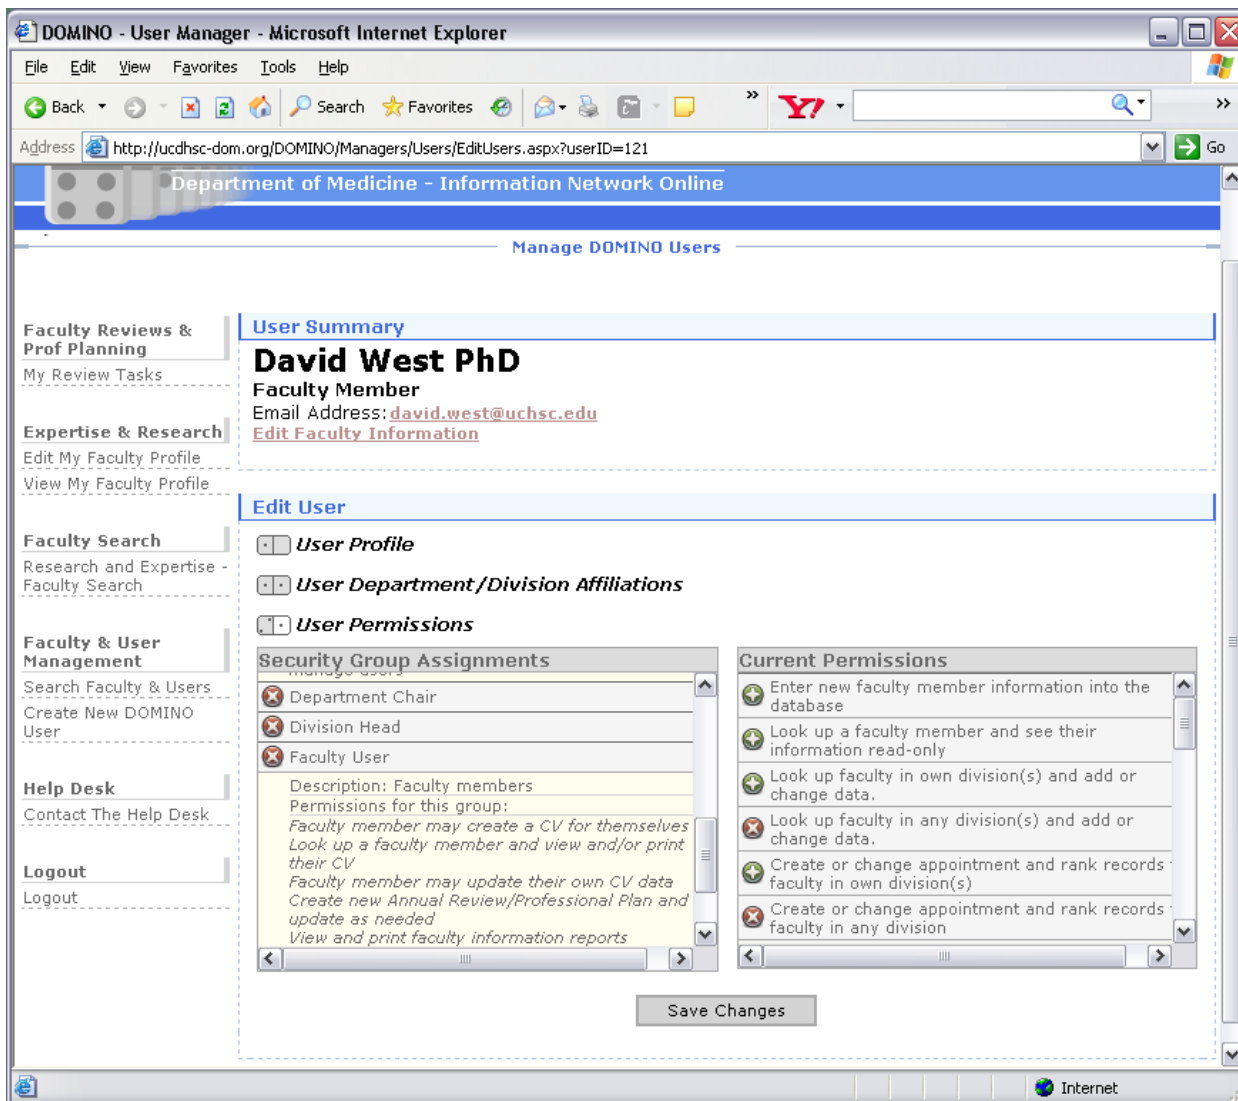 DOMINO - User Manager - Microsoft Internet Explorer
File Edit View Favorites Tools Help
Back Search Favorites » Y! »
Address http://ucdhsc-dom.org/DOMINO/Managers/Users/EditUsers.aspx?userID=121 Go
Department of Medicine - Information Network Online
Manage DOMINO Users
Faculty Reviews &
Prof Planning
My Review Tasks
Expertise & Research
Edit My Faculty Profile
View My Faculty Profile
Faculty Search
Research and Expertise -
Faculty Search
Faculty & User
Management
Search Faculty & Users
Create New DOMINO
User
Help Desk
Contact The Help Desk
Logout
Logout
User Summary
David West PhD
Faculty Member
Email Address: david.west@uchsc.edu
Edit Faculty Information
Edit User
User Profile
User Department/Division Affiliations
User Permissions
Security Group Assignments
manage users
Department Chair
Division Head
Faculty User
Description: Faculty members
Permissions for this group:
Faculty member may create a CV for themselves
Look up a faculty member and view and/or print
their CV
Faculty member may update their own CV data
Create new Annual Review/Professional Plan and
update as needed
View and print faculty information reports
Current Permissions
Enter new faculty member information into the
database
Look up a faculty member and see their
information read-only
Look up faculty in own division(s) and add or
change data.
Look up faculty in any division(s) and add or
change data.
Create or change appointment and rank records
faculty in own division(s)
Create or change appointment and rank records
faculty in any division
Save Changes
Internet